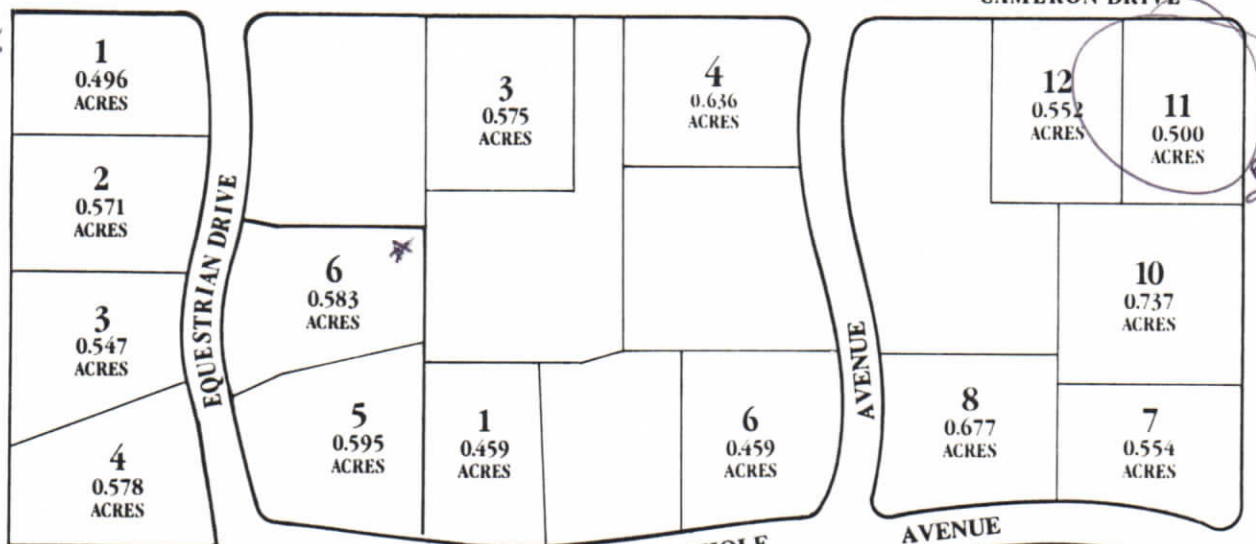 CAMERON DRIVE
1
0.496
ACRES
2
0.571
ACRES
3
0.547
ACRES
4
0.578
ACRES
EQUESTRIAN DRIVE
6
0.583
ACRES
5
0.595
ACRES
3
0.575
ACRES
4
0.636
ACRES
1
0.459
ACRES
6
0.459
ACRES
AVENUE
12
0.552
ACRES
11
0.500
ACRES
10
0.737
ACRES
8
0.677
ACRES
7
0.554
ACRES
AVENUE